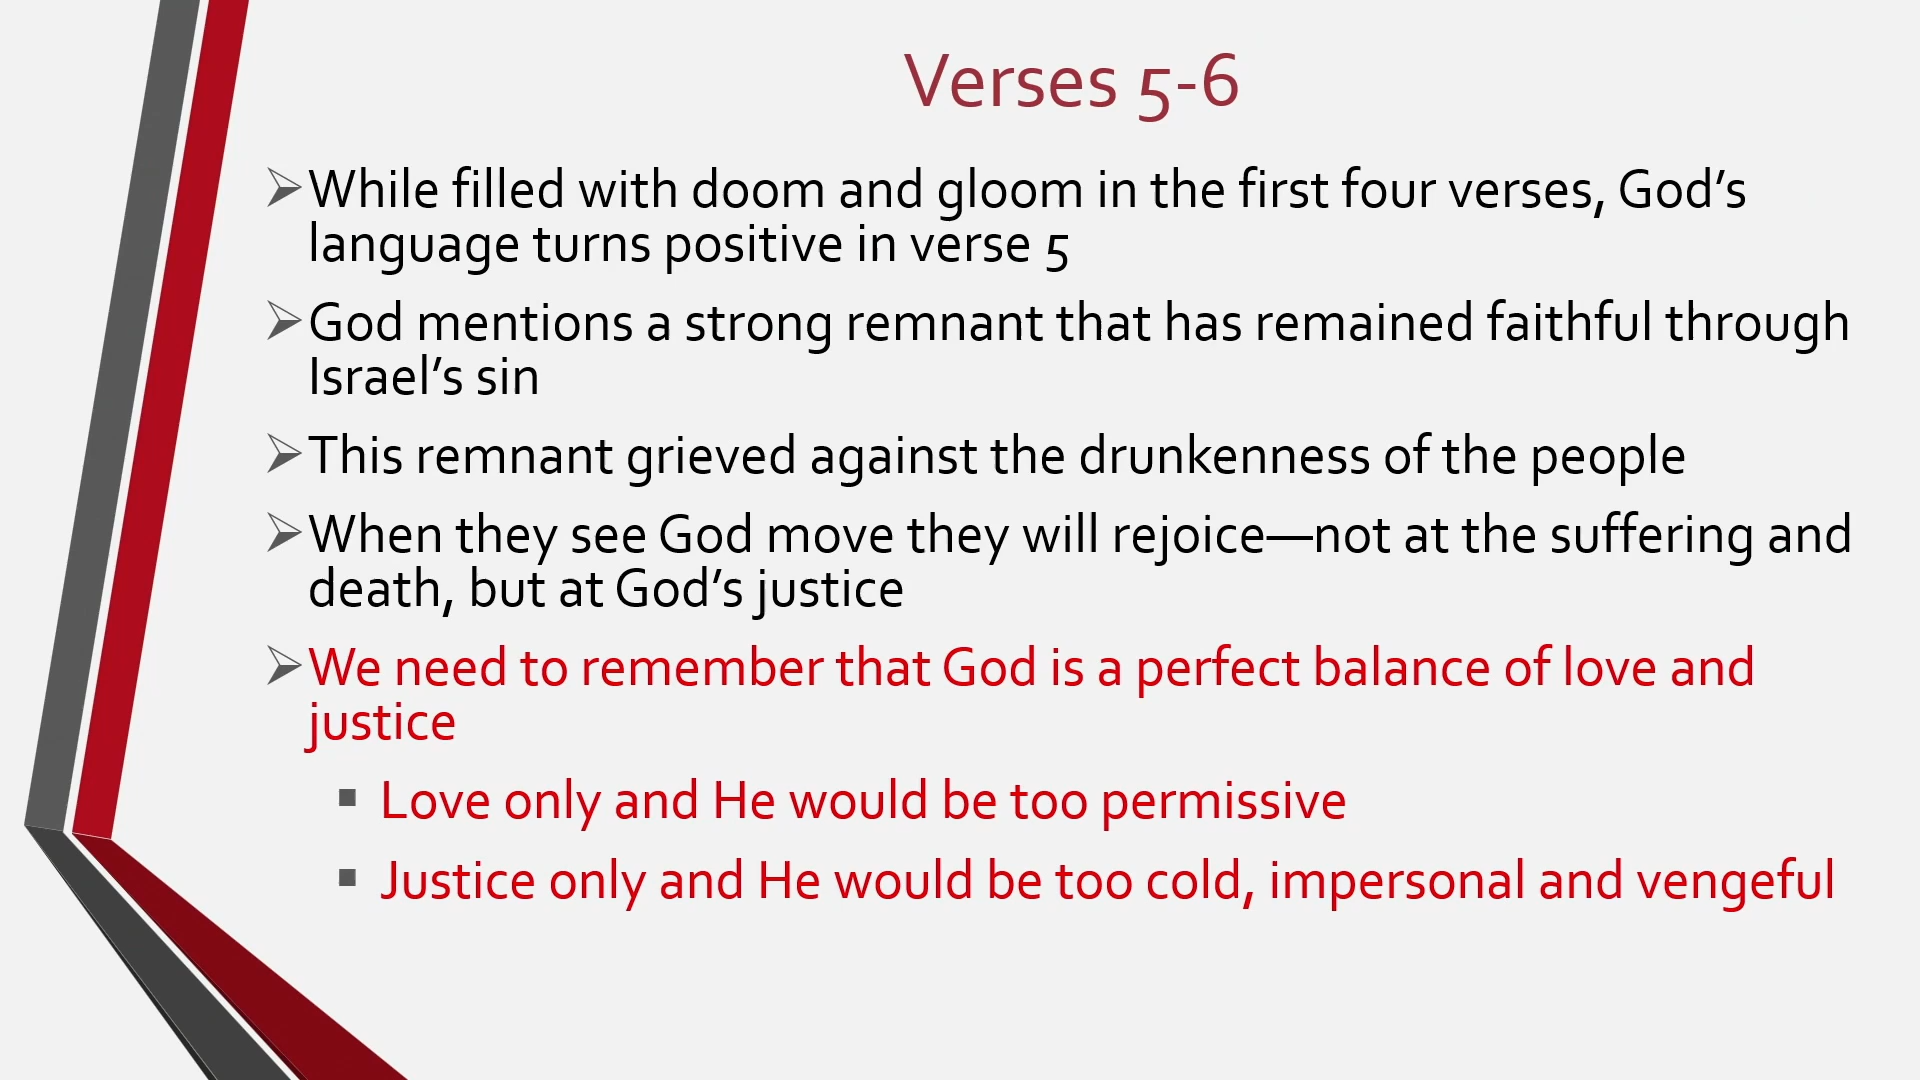 Verses 5-6
While filled with doom and gloom in the first four verses, God’s
language turns positive in verse 5
God mentions a strong remnant that has remained faithful through
Israel’s sin
This remnant grieved against the drunkenness of the people
When they see God move they will rejoice—not at the suffering and
death, but at God’s justice
We need to remember that God is a perfect balance of love and
justice
Love only and He would be too permissive
Justice only and He would be too cold, impersonal and vengeful